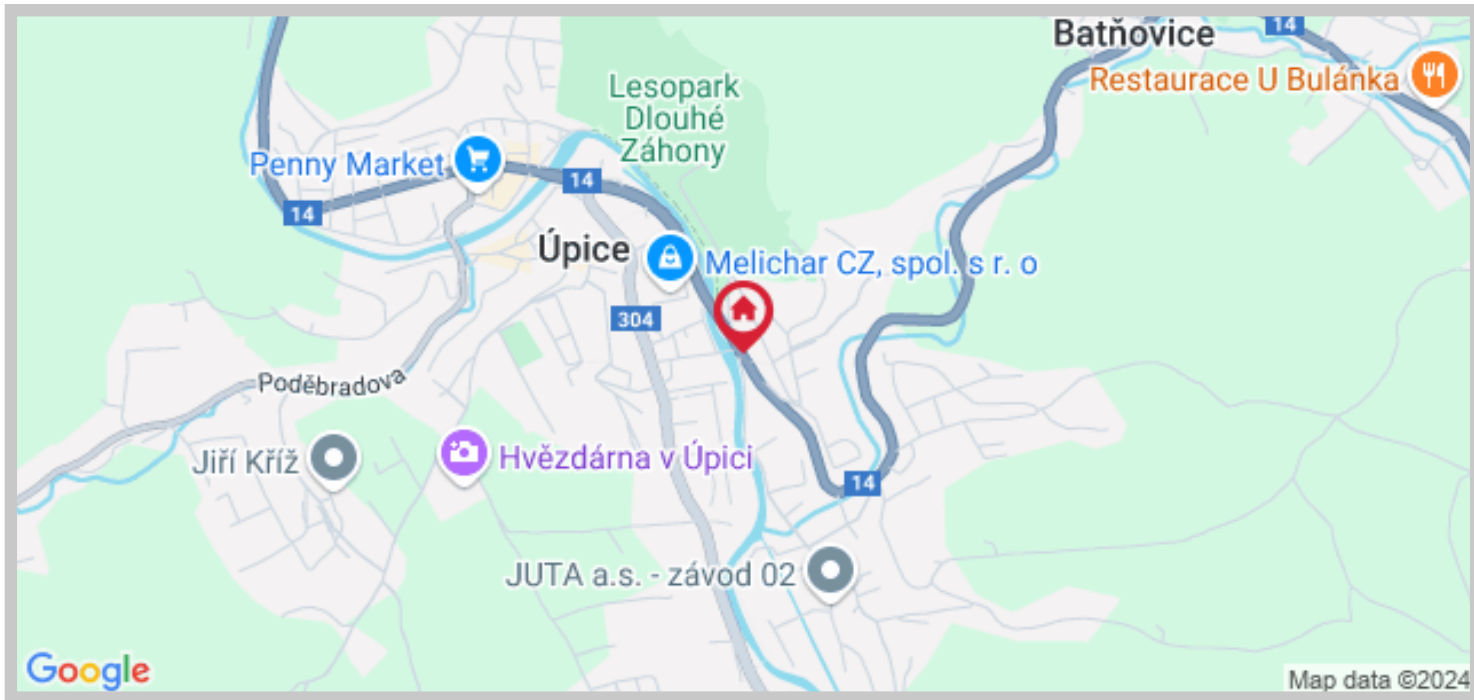 14
Batňovice
Restaurace U Bulánka
Lesopark
Dlouhé
Záhony
Penny Market
14
14
Úpice
Melichar CZ, spol. s r. o
304
Poděbradova
Jiří Kříž
Hvězdárna v Úpici
14
JUTA a.s. - závod 02
Google
Map data ©2024
14